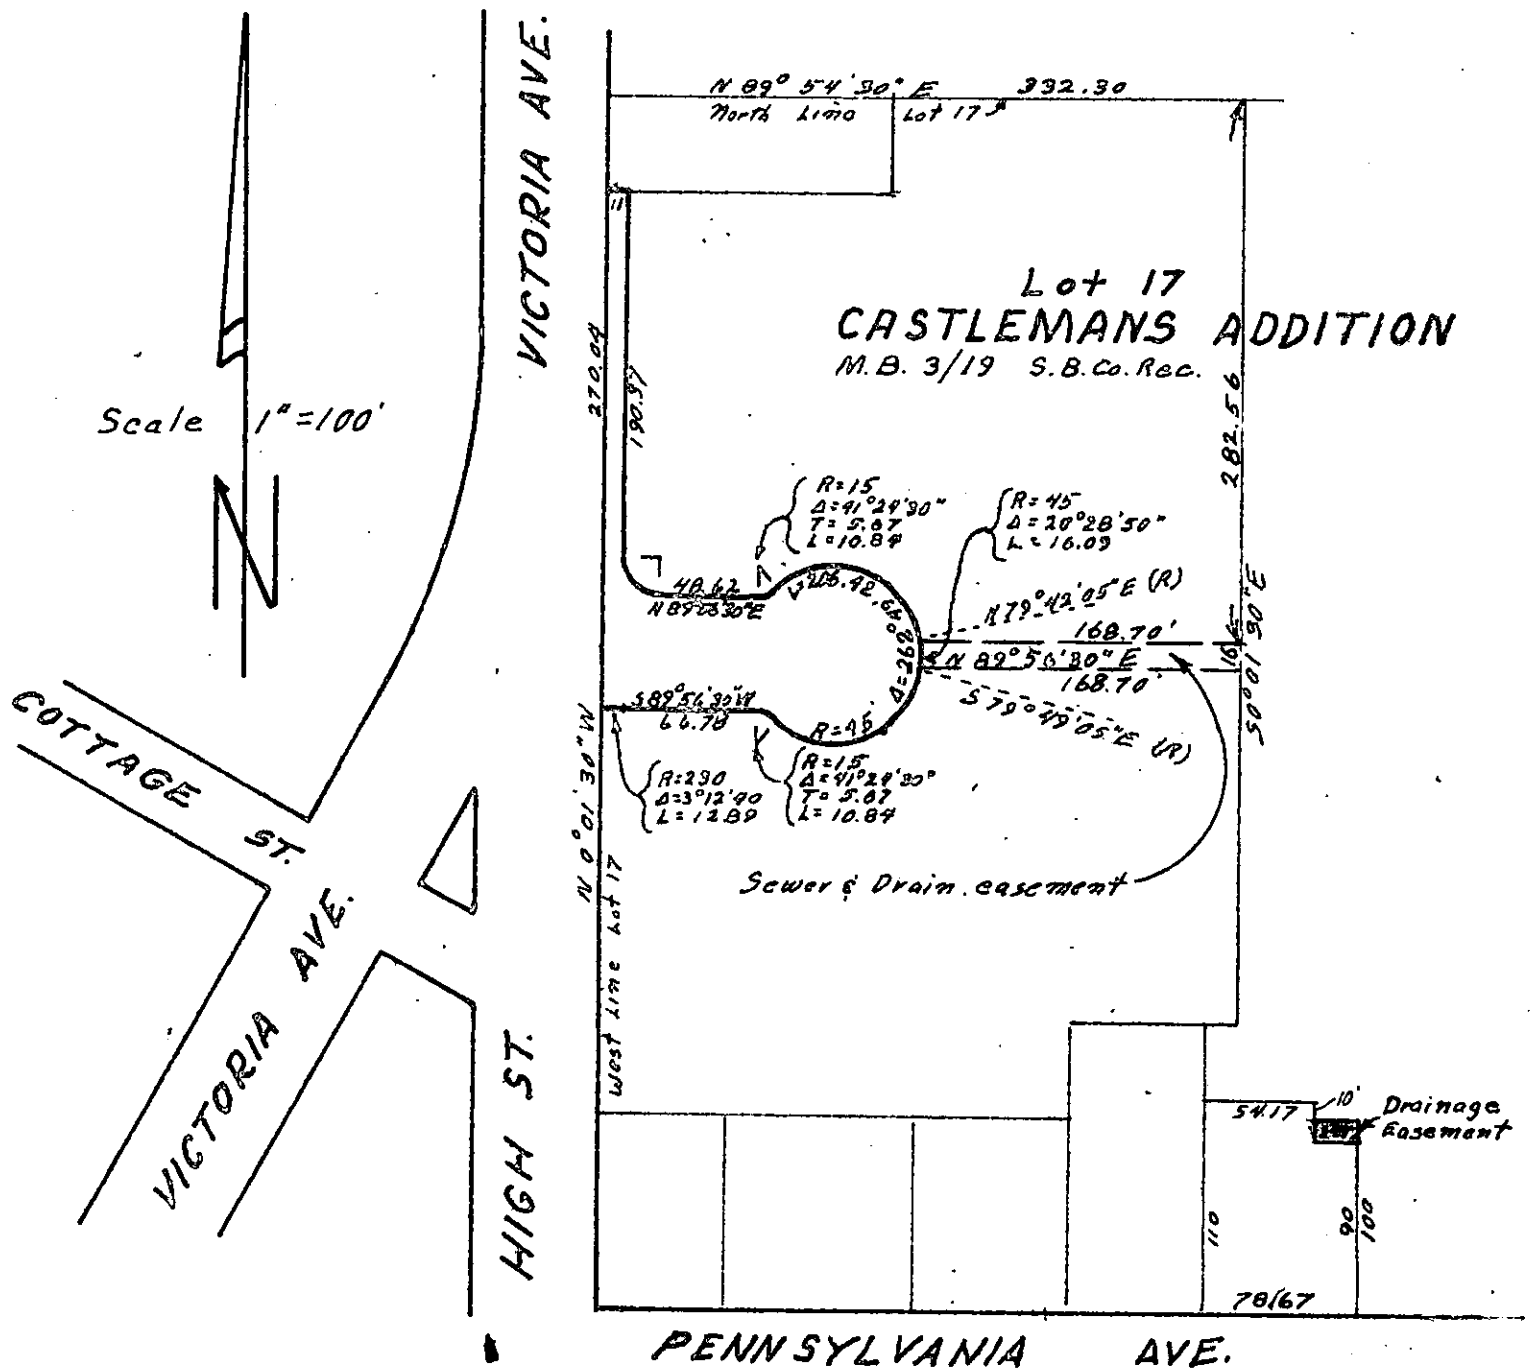 VICTORIA AVE.
N 89° 54' 30" E 332.30
North Line Lot 17
11
Lot 17
CASTLEMANS ADDITION
M.B. 3/19 S.B.Co.Rec.
Scale 1"=100'
N
270.04
190.97
282.56
R=15
Δ=41°24'30"
T=5.67
L=10.84
R=45
Δ=20°28'50"
L=16.09
48.62
N 89°56'30"E
L=206.42
R=45
N 79°42'05"E (R)
168.70'
N 89°56'30"E
168.70'
S 79°49'05"E (R)
16
S 0°01'30"E
S 89°56'30"W
66.78
R=230
Δ=3°12'40
L=12.89
R=15
Δ=41°24'30"
T=5.67
L=10.84
N 0°01'30"W
West Line Lot 17
Sewer & Drain. easement
COTTAGE ST.
VICTORIA AVE.
HIGH ST.
54.17
10'
Drainage
Easement
110
90
100
78.67
PENNSYLVANIA AVE.